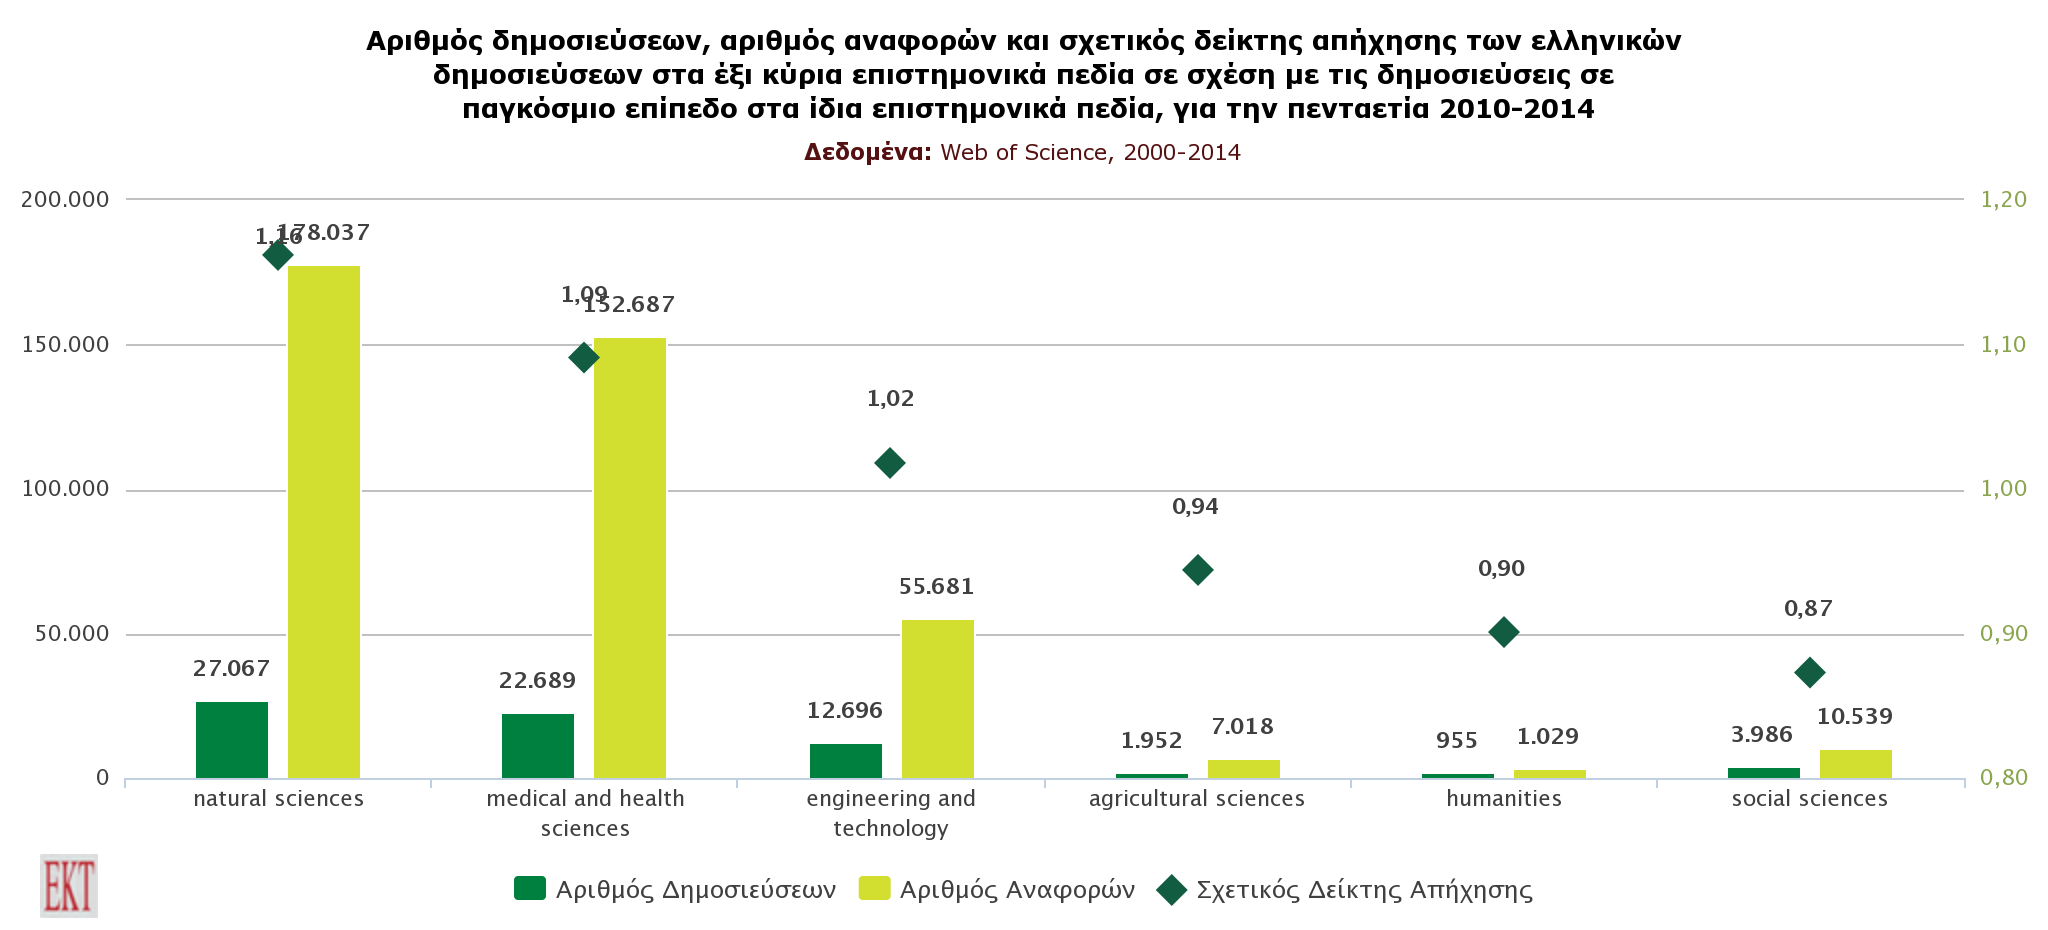 Αριθμός δημοσιεύσεων, αριθμός αναφορών και σχετικός δείκτης απήχησης των ελληνικών
δημοσιεύσεων στα έξι κύρια επιστημονικά πεδία σε σχέση με τις δημοσιεύσεις σε
παγκόσμιο επίπεδο στα ίδια επιστημονικά πεδία, για την πενταετία 2010-2014
Δεδομένα: Web of Science, 2000-2014
200.000
150.000
100.000
50.000
0
1,20
1,10
1,00
0,90
0,80
1,16
178.037
27.067
1,09
152.687
22.689
1,02
55.681
12.696
0,94
1.952
7.018
0,90
955
1.029
0,87
3.986
10.539
natural sciences
medical and health
sciences
engineering and
technology
agricultural sciences
humanities
social sciences
Αριθμός Δημοσιεύσεων
Αριθμός Αναφορών
Σχετικός Δείκτης Απήχησης
ΕΚΤ